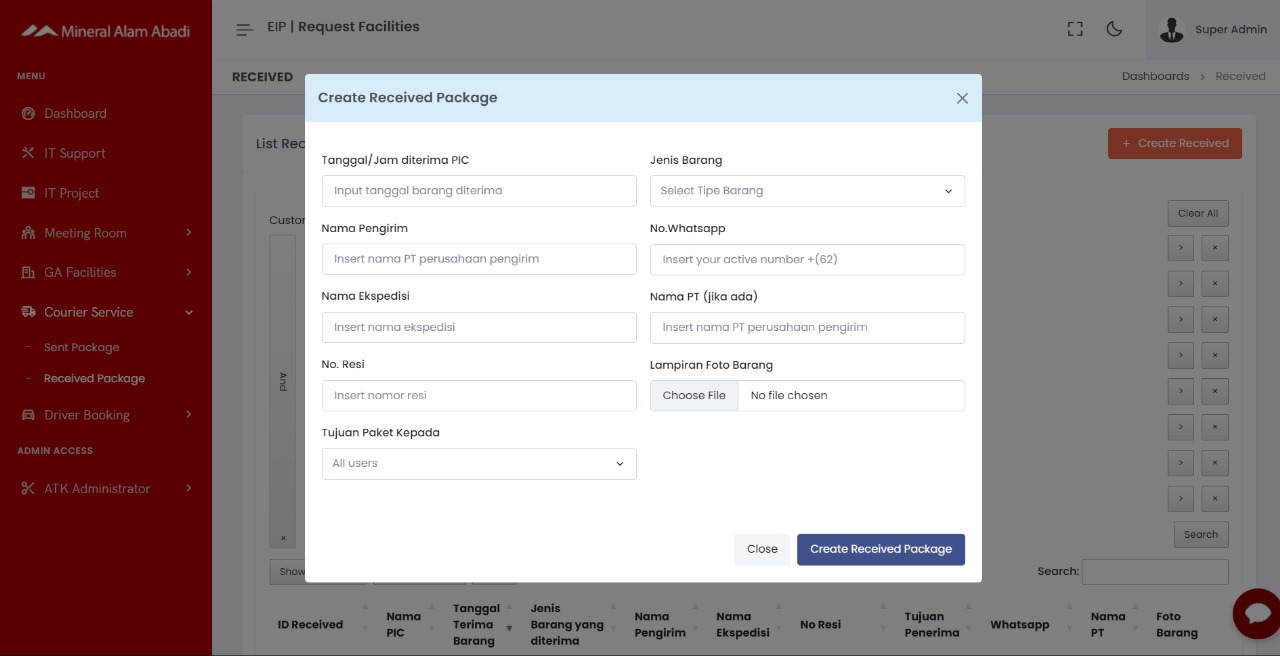 Mineral Alam Abadi
MENU
Dashboard
IT Support
IT Project
Meeting Room
GA Facilities
Courier Service
Sent Package
Received Package
Driver Booking
ADMIN ACCESS
ATK Administrator
EIP | Request Facilities
Super Admin
RECEIVED
Dashboards > Received
List Rec
+ Create Received
Custor
Clear All
And
×
> ×
> ×
> ×
> ×
> ×
> ×
> ×
> ×
Search
Create Received Package
Tanggal/Jam diterima PIC
Input tanggal barang diterima
Jenis Barang
Select Tipe Barang
Nama Pengirim
Insert nama PT perusahaan pengirim
No.Whatsapp
Insert your active number +(62)
Nama Ekspedisi
Insert nama ekspedisi
Nama PT (jika ada)
Insert nama PT perusahaan pengirim
No. Resi
Insert nomor resi
Lampiran Foto Barang
Choose File No file chosen
Tujuan Paket Kepada
All users
Close
Create Received Package
Show
Search:
ID Received
Nama
PIC
Tanggal
Terima
Barang
Jenis
Barang yang
diterima
Nama
Pengirim
Nama
Ekspedisi
No Resi
Tujuan
Penerima
Whatsapp
Nama
PT
Foto
Barang